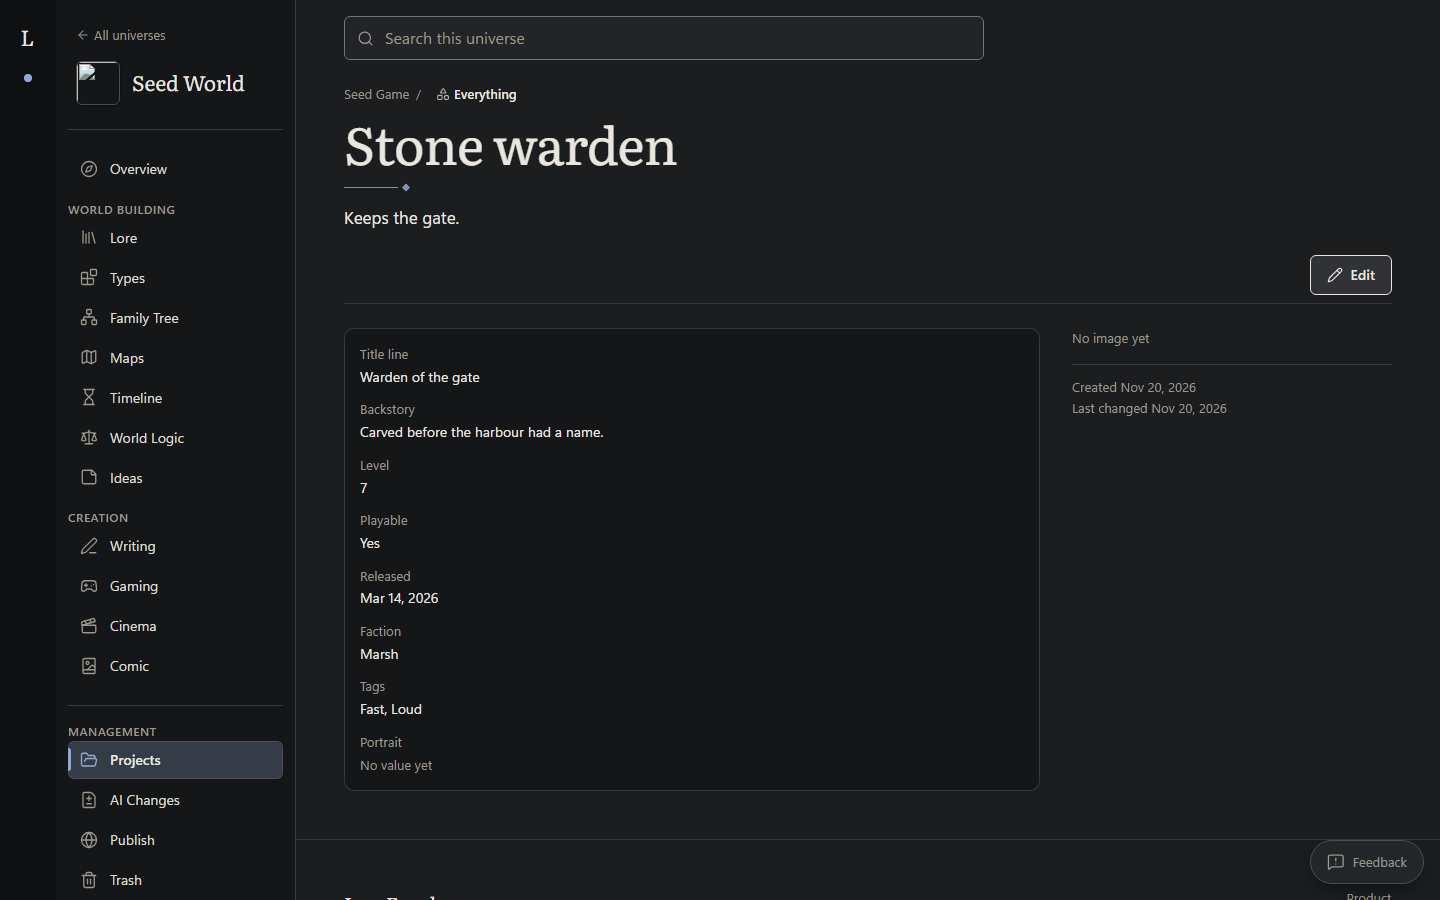 L
All universes
Seed World
Overview
WORLD BUILDING
Lore
Types
Family Tree
Maps
Timeline
World Logic
Ideas
CREATION
Writing
Gaming
Cinema
Comic
MANAGEMENT
Projects
AI Changes
Publish
Trash
Search this universe
Seed Game / Everything
Stone warden
Keeps the gate.
Edit
Title line
Warden of the gate
Backstory
Carved before the harbour had a name.
Level
7
Playable
Yes
Released
Mar 14, 2026
Faction
Marsh
Tags
Fast, Loud
Portrait
No value yet
No image yet
Created Nov 20, 2026
Last changed Nov 20, 2026
Feedback
Product